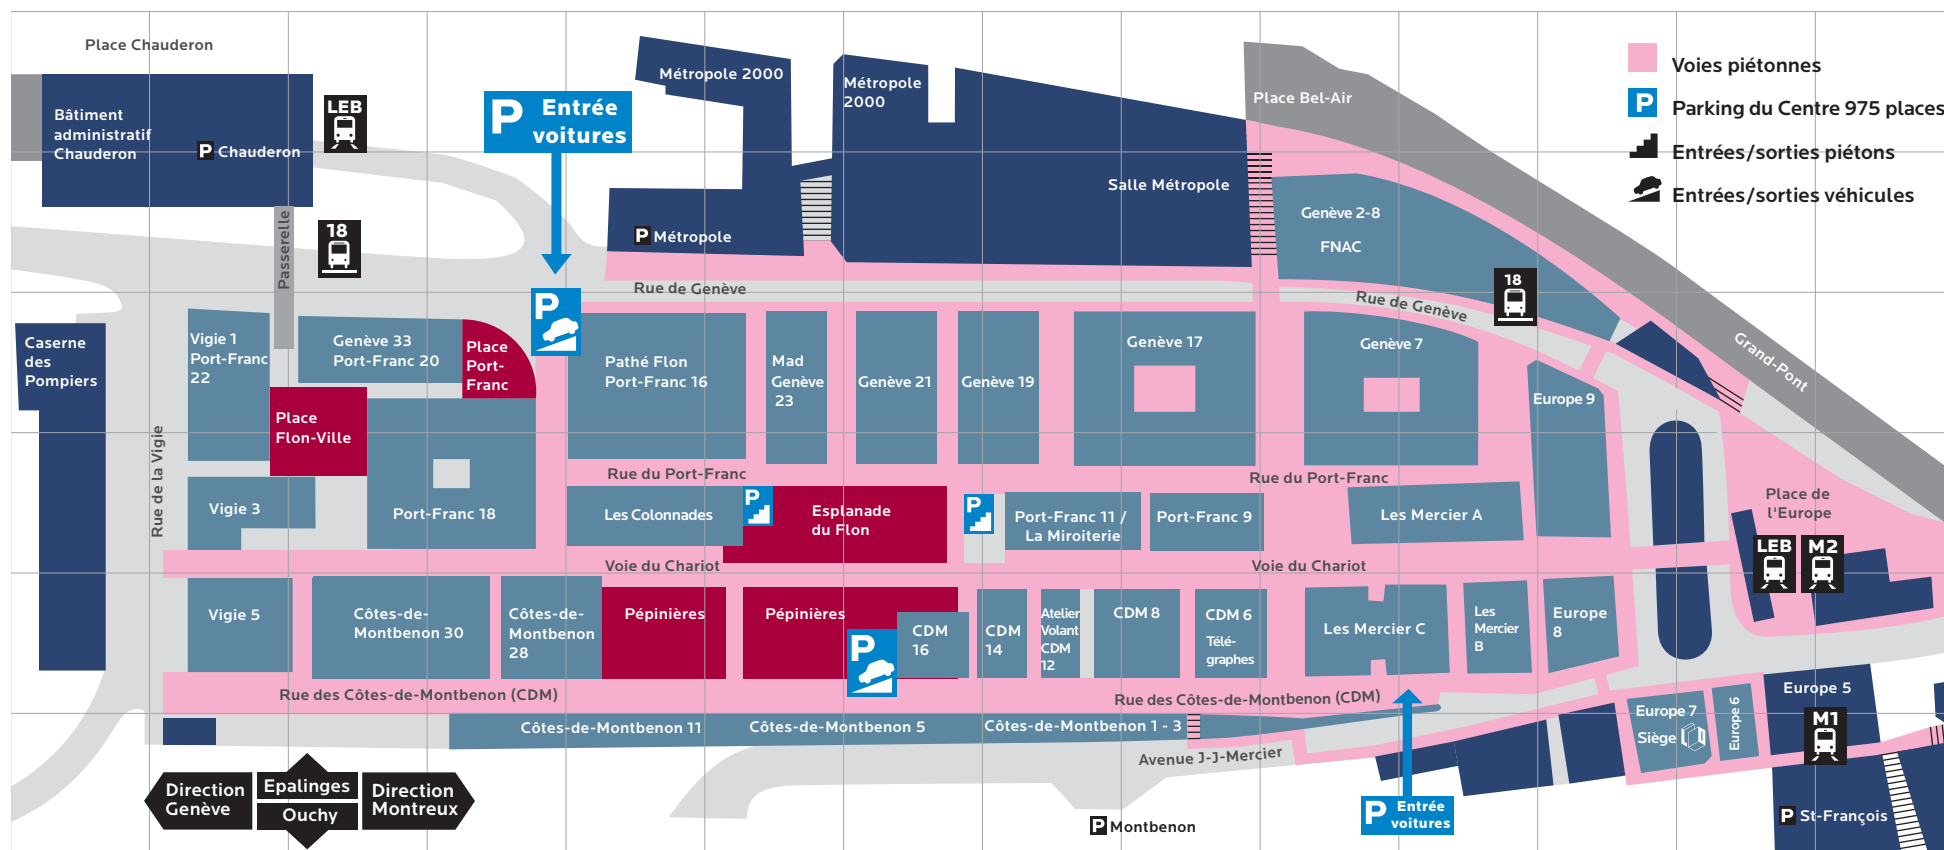 Place Chauderon
Bâtiment
administratif
Chauderon
P Chauderon
LEB
18
Passerelle
P Entrée
voitures
Métropole 2000
Métropole
2000
Salle Métropole
P Métropole
Place Bel-Air
Genève 2-8
FNAC
Voies piétonnes
P Parking du Centre 975 places
Entrées/sorties piétons
Entrées/sorties véhicules
Rue de Genève
Rue de Genève
18
Grand-Pont
P
Caserne
des
Pompiers
Rue de la Vigie
Vigie 1
Port-Franc
22
Genève 33
Port-Franc 20
Place
Port-
Franc
Place
Flon-Ville
Pathé Flon
Port-Franc 16
Mad
Genève
23
Genève 21
Genève 19
Genève 17
Genève 7
Europe 9
Rue du Port-Franc
Rue du Port-Franc
Vigie 3
Port-Franc 18
Les Colonnades
P
Esplanade
du Flon
P
Port-Franc 11 /
La Miroiterie
Port-Franc 9
Les Mercier A
Place de
l'Europe
LEB
M2
Voie du Chariot
Voie du Chariot
Vigie 5
Côtes-de-
Montbenon 30
Côtes-de-
Montbenon
28
Pépinières
Pépinières
P
CDM
16
CDM
14
Atelier
Volant
CDM
12
CDM 8
CDM 6
Télé-
graphes
Les Mercier C
Les
Mercier
B
Europe
8
Rue des Côtes-de-Montbenon (CDM)
Rue des Côtes-de-Montbenon (CDM)
Côtes-de-Montbenon 11
Côtes-de-Montbenon 5
Côtes-de-Montbenon 1 - 3
Avenue J-J-Mercier
Europe 7
Siège
Europe 6
Europe 5
M1
Direction
Genève
Epalinges
Ouchy
Direction
Montreux
P Montbenon
P Entrée
voitures
P St-François